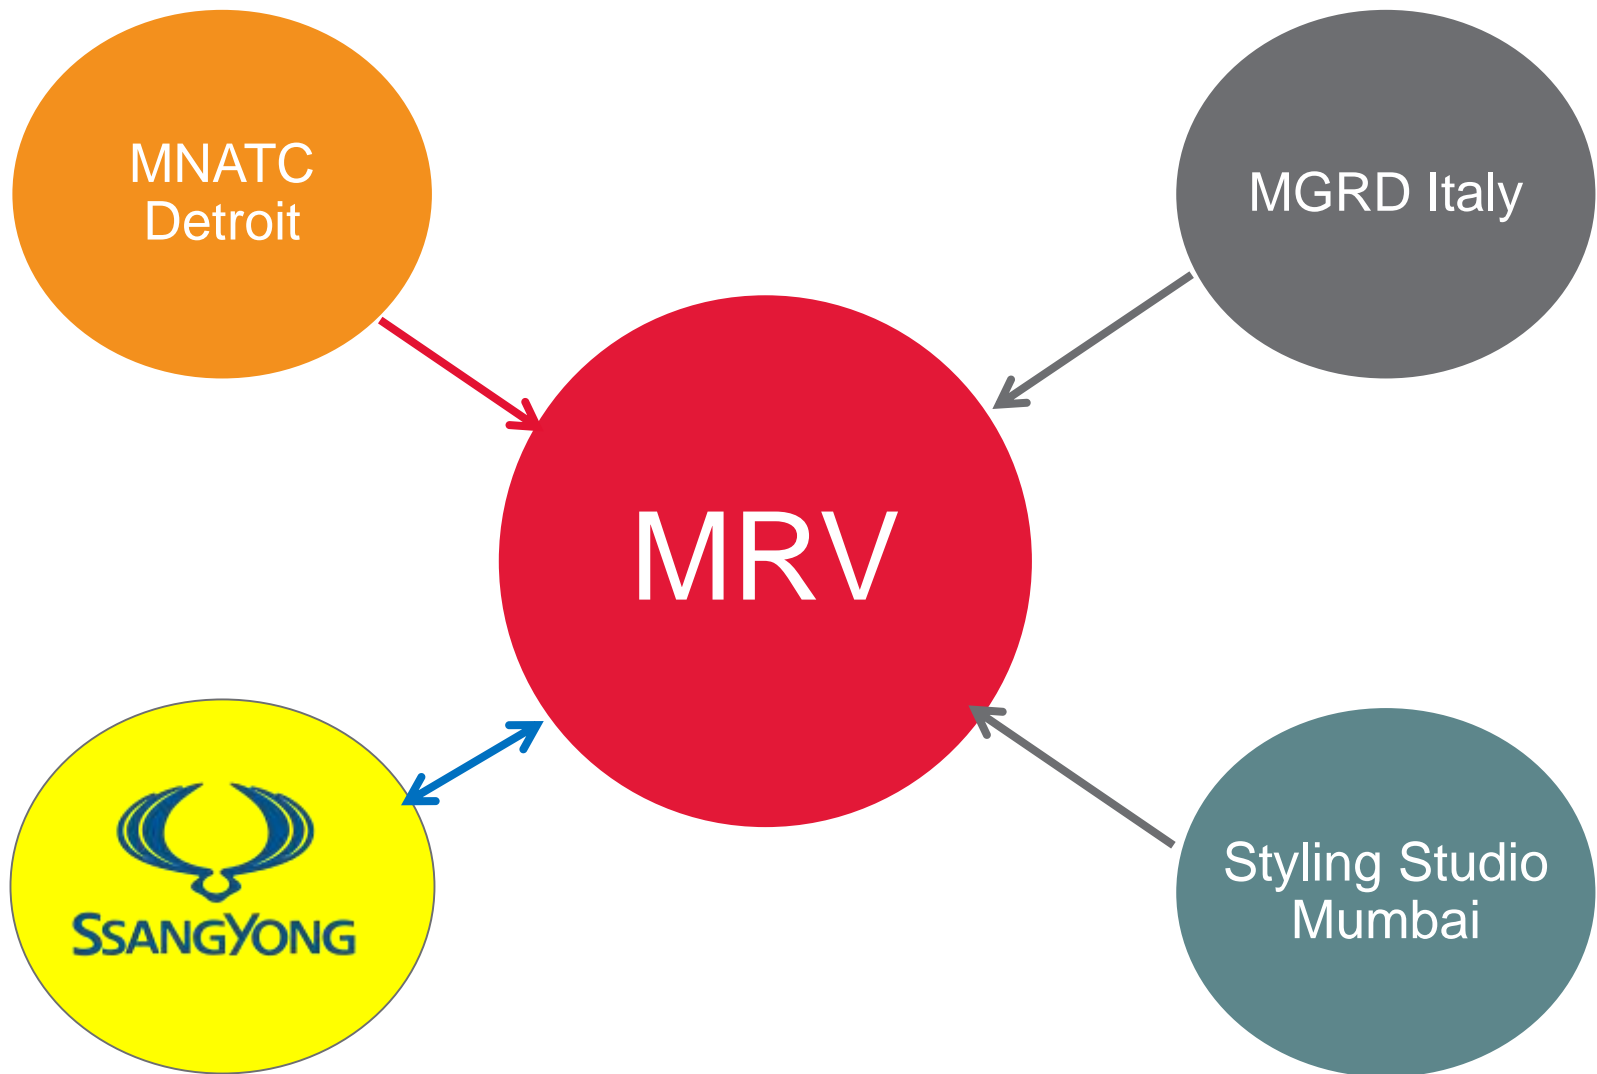 MNATC
Detroit
MGRD Italy
MRV
SSANGYONG
Styling Studio
Mumbai